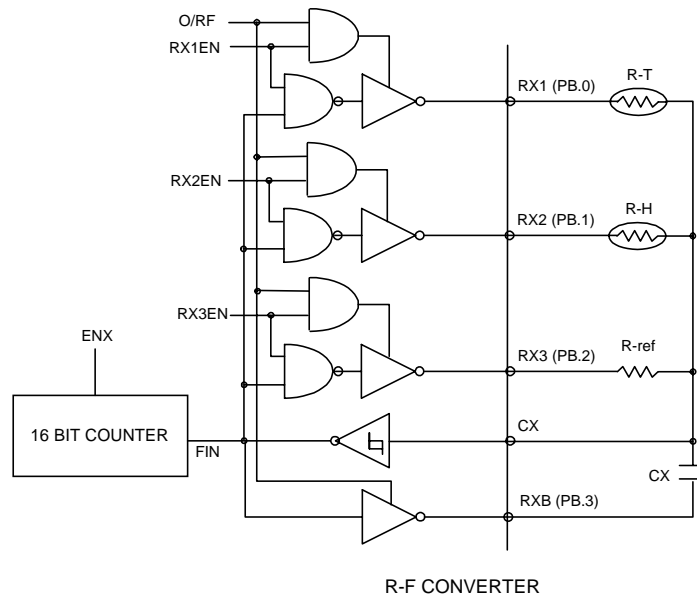 O/RF
RX1EN
RX1 (PB.0)
R-T
RX2EN
RX2 (PB.1)
R-H
RX3EN
RX3 (PB.2)
R-ref
ENX
16 BIT COUNTER
FIN
CX
CX
RXB (PB.3)
R-F CONVERTER